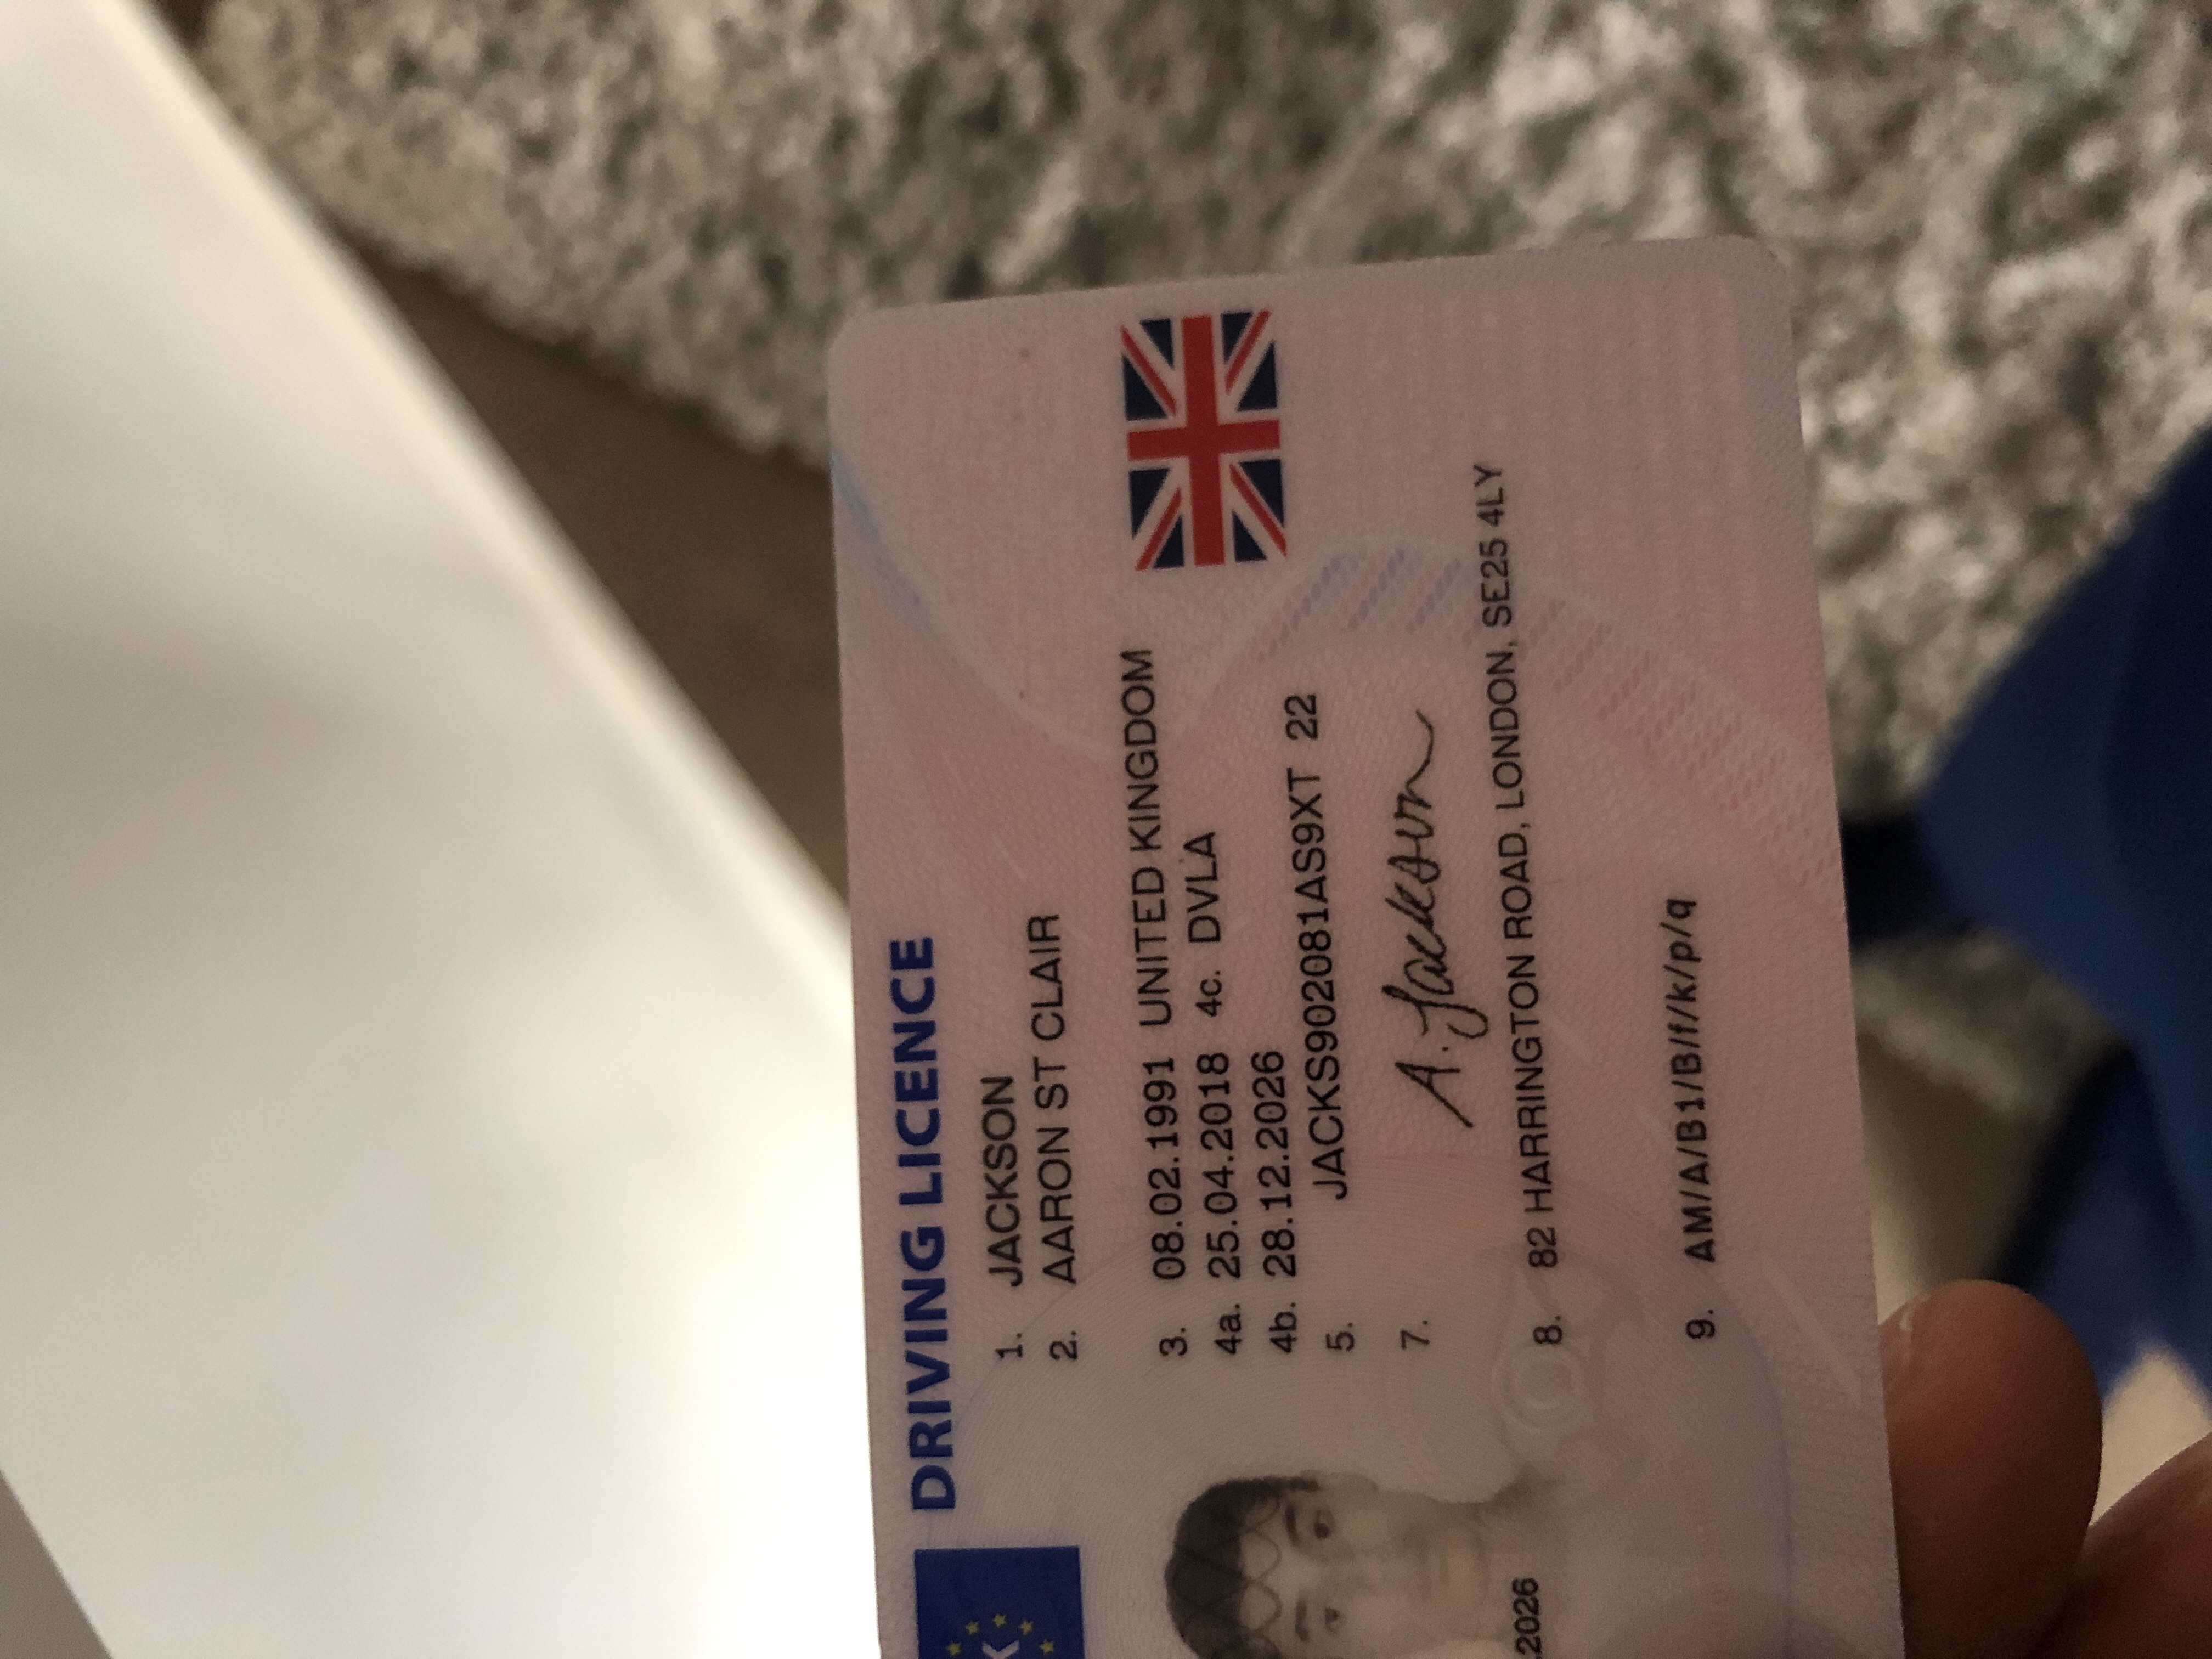 DRIVING LICENCE
1. JACKSON
2. AARON ST CLAIR
3. 08.02.1991 UNITED KINGDOM
4a. 25.04.2018 4c. DVLA
4b. 28.12.2026
5. JACKS902081AS9XT 22
7. A. Jackson
.2026
8. 82 HARRINGTON ROAD, LONDON, SE25 4LY
9. AM/A/B1/B/f/k/p/q